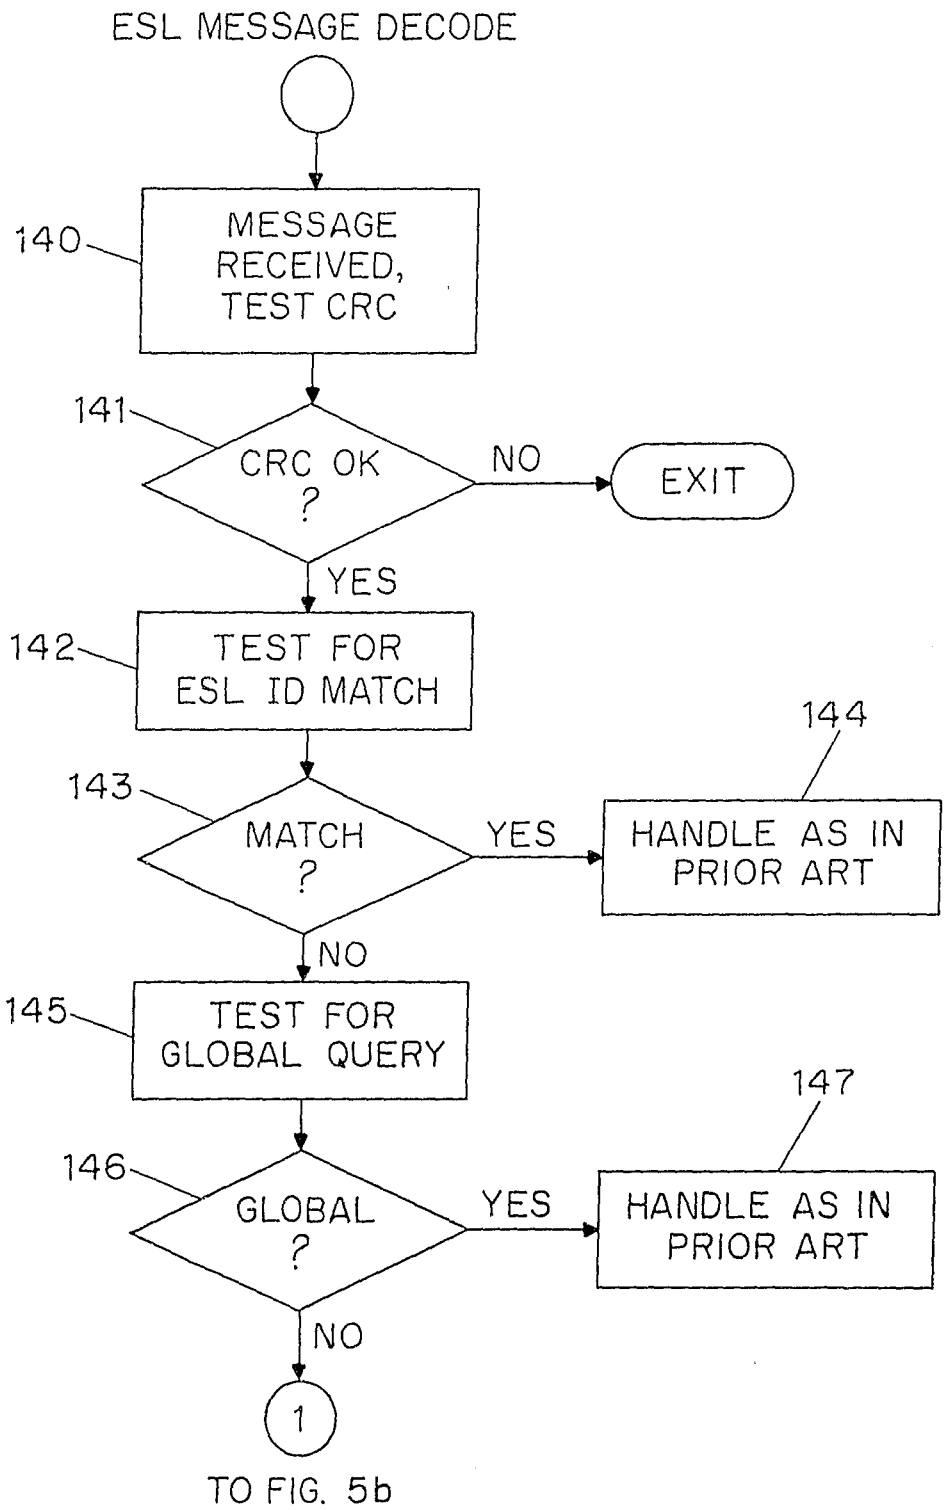 ESL MESSAGE DECODE
140
MESSAGE
RECEIVED,
TEST CRC
141
CRC OK
?
NO
EXIT
YES
142
TEST FOR
ESL ID MATCH
144
143
MATCH
?
YES
HANDLE AS IN
PRIOR ART
NO
145
TEST FOR
GLOBAL QUERY
147
146
GLOBAL
?
YES
HANDLE AS IN
PRIOR ART
NO
1
TO FIG. 5b